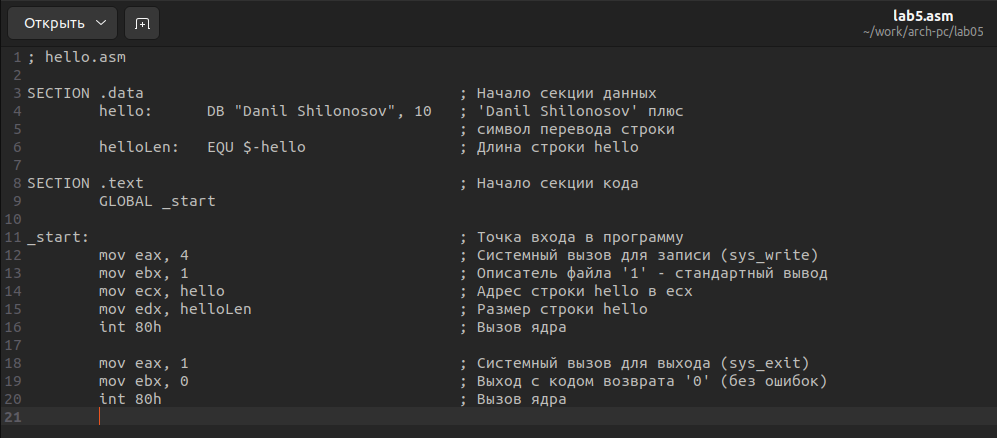 Открыть
lab5.asm
~/work/arch-pc/lab05
1 ; hello.asm
2
3 SECTION .data ; Начало секции данных
4 hello: DB "Danil Shilonosov", 10 ; 'Danil Shilonosov' плюс
5 ; символ перевода строки
6 helloLen: EQU $-hello ; Длина строки hello
7
8 SECTION .text ; Начало секции кода
9 GLOBAL _start
10
11 _start: ; Точка входа в программу
12 mov eax, 4 ; Системный вызов для записи (sys_write)
13 mov ebx, 1 ; Описатель файла '1' - стандартный вывод
14 mov ecx, hello ; Адрес строки hello в ecx
15 mov edx, helloLen ; Размер строки hello
16 int 80h ; Вызов ядра
17
18 mov eax, 1 ; Системный вызов для выхода (sys_exit)
19 mov ebx, 0 ; Выход с кодом возврата '0' (без ошибок)
20 int 80h ; Вызов ядра
21